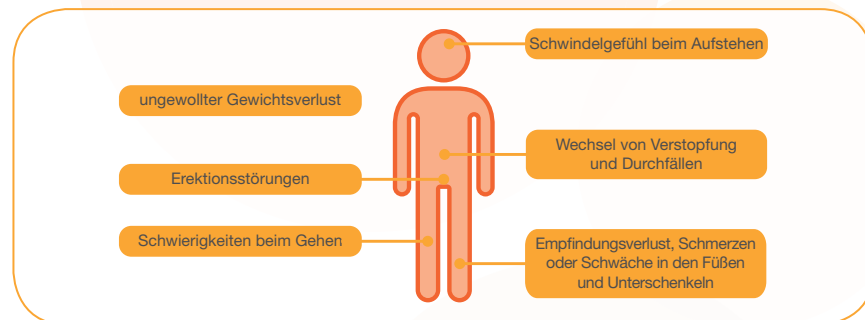 Schwindelgefühl beim Aufstehen
ungewollter Gewichtsverlust
Wechsel von Verstopfung
und Durchfällen
Erektionsstörungen
Schwierigkeiten beim Gehen
Empfindungsverlust, Schmerzen
oder Schwäche in den Füßen
und Unterschenkeln